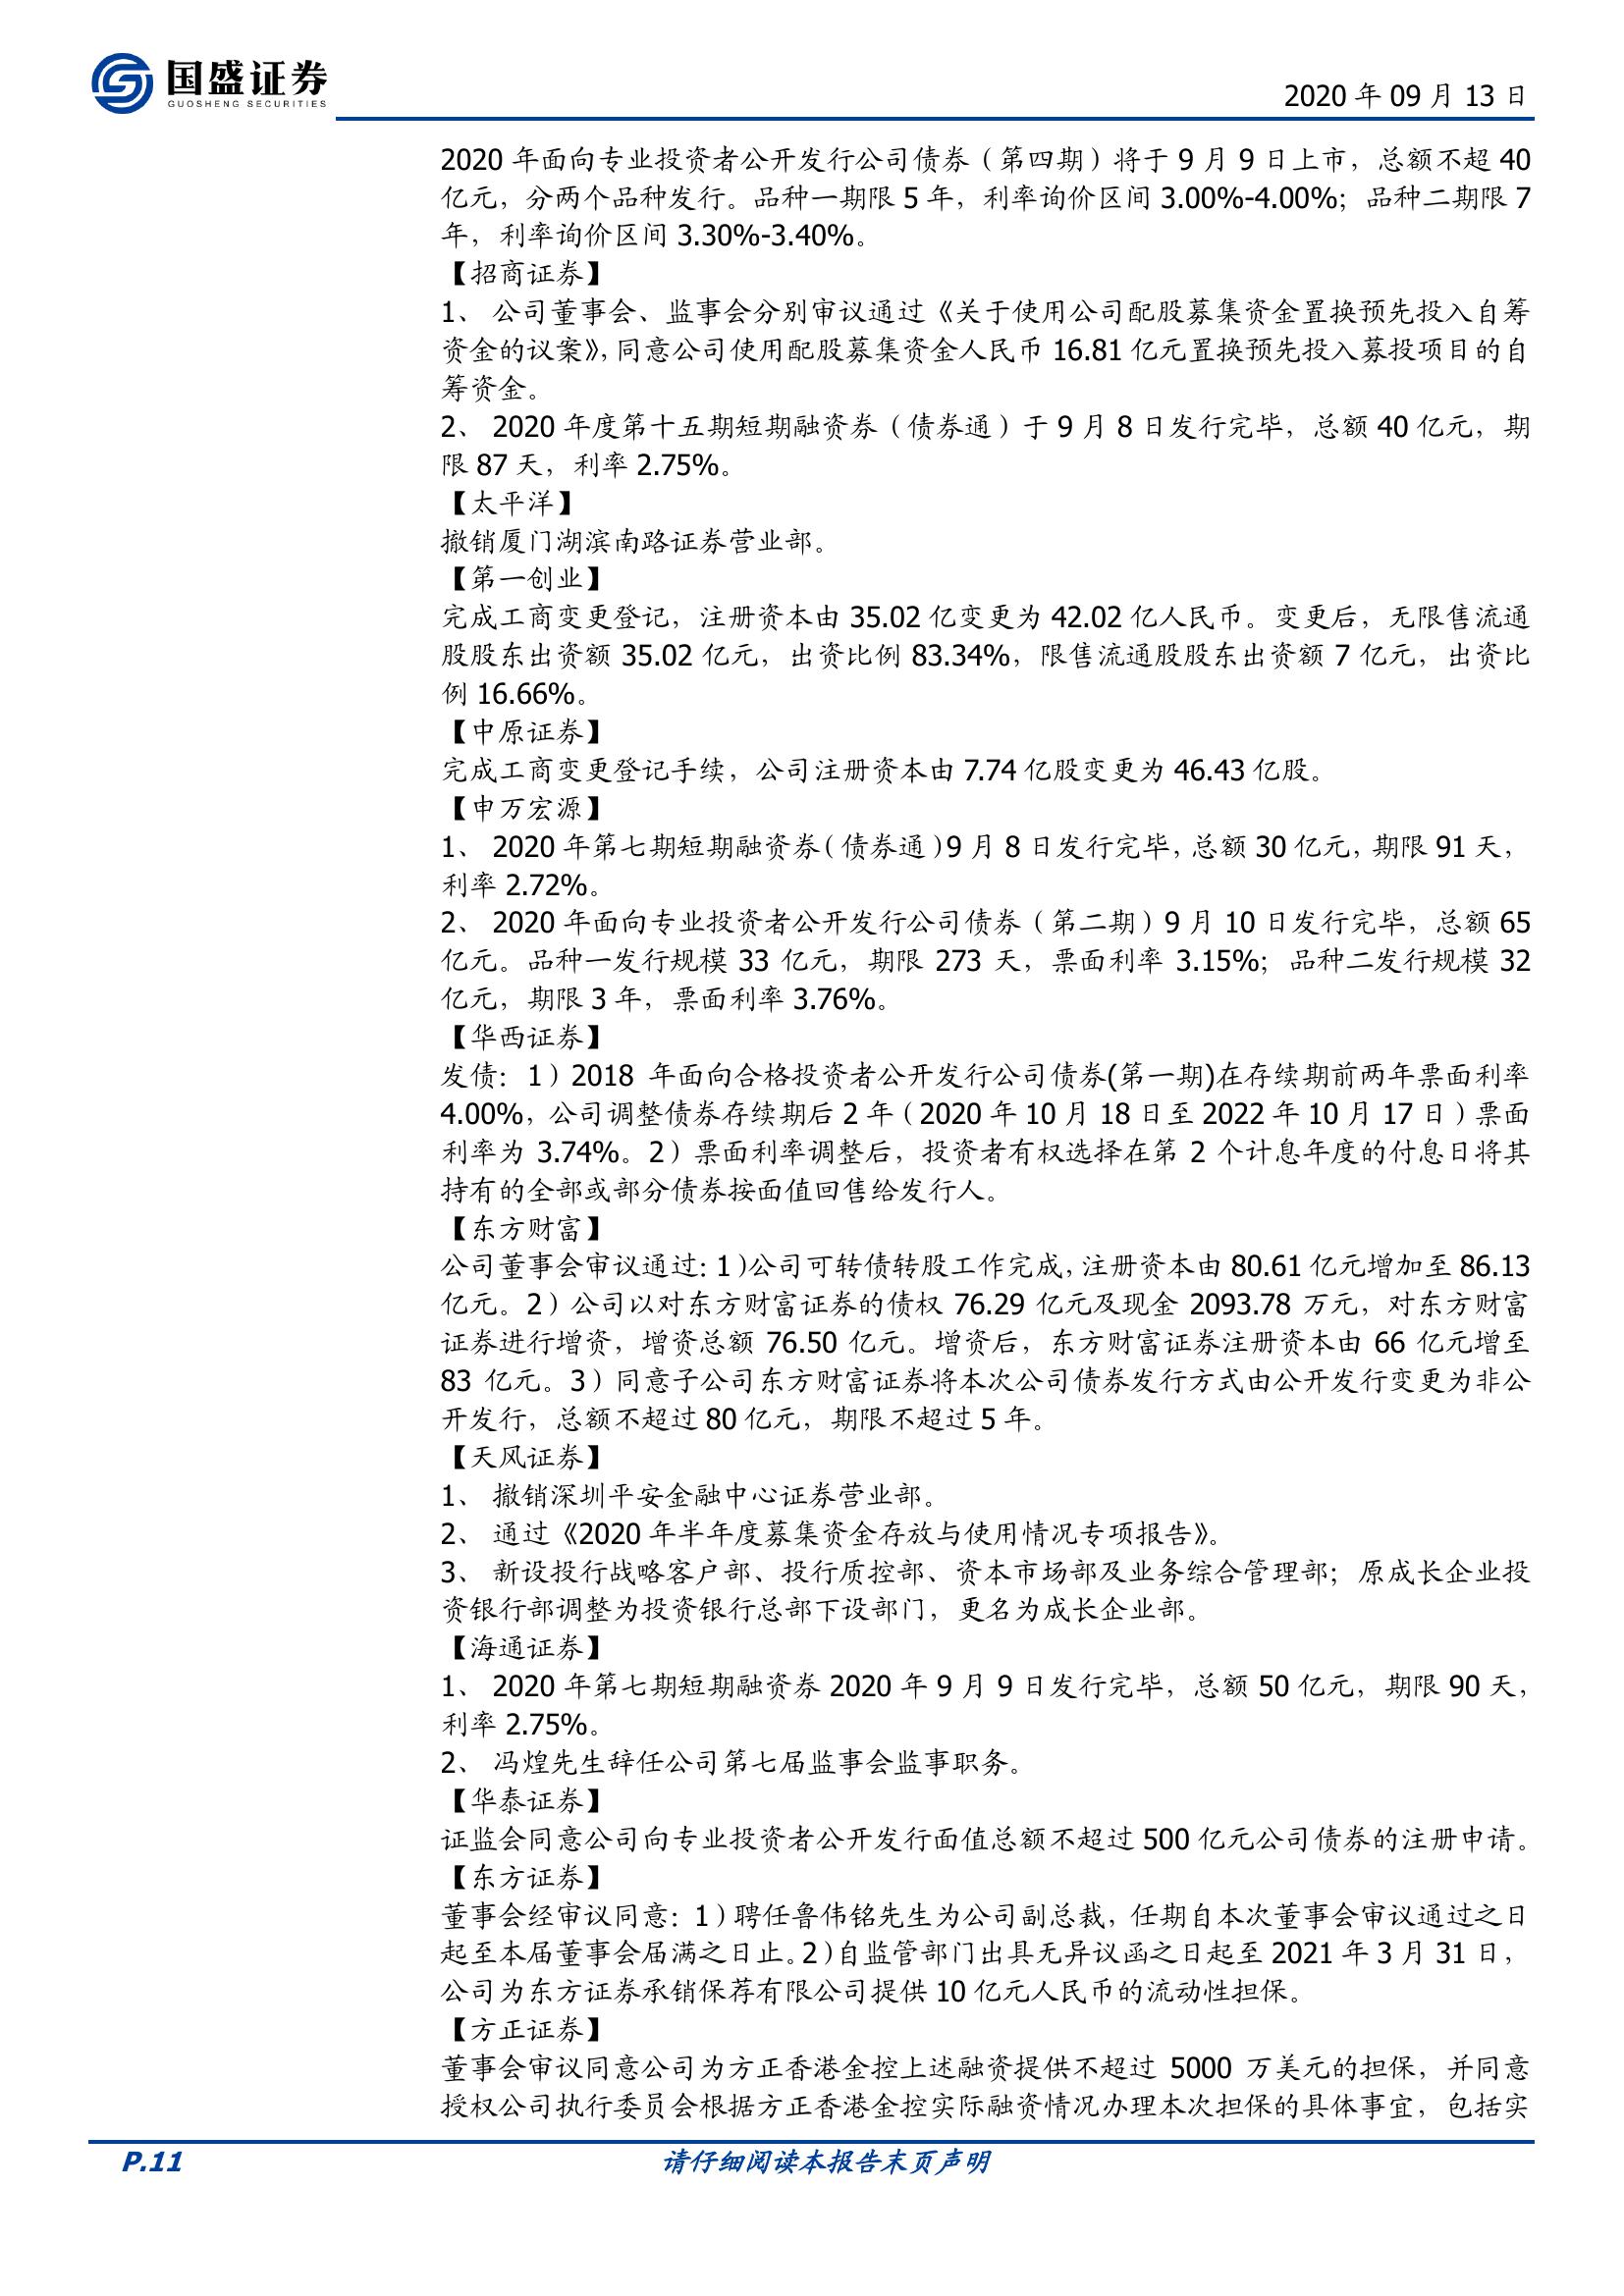 国盛证券
GUOSHENG SECURITIES
2020 年 09 月 13 日
2020 年面向专业投资者公开发行公司债券（第四期）将于 9 月 9 日上市，总额不超 40
亿元，分两个品种发行。品种一期限 5 年，利率询价区间 3.00%-4.00%；品种二期限 7
年，利率询价区间 3.30%-3.40%。
【招商证券】
1、 公司董事会、监事会分别审议通过《关于使用公司配股募集资金置换预先投入自筹
资金的议案》，同意公司使用配股募集资金人民币 16.81 亿元置换预先投入募投项目的自
筹资金。
2、 2020 年度第十五期短期融资券（债券通）于 9 月 8 日发行完毕，总额 40 亿元，期
限 87 天，利率 2.75%。
【太平洋】
撤销厦门湖滨南路证券营业部。
【第一创业】
完成工商变更登记，注册资本由 35.02 亿变更为 42.02 亿人民币。变更后，无限售流通
股股东出资额 35.02 亿元，出资比例 83.34%，限售流通股股东出资额 7 亿元，出资比
例 16.66%。
【中原证券】
完成工商变更登记手续，公司注册资本由 7.74 亿股变更为 46.43 亿股。
【申万宏源】
1、 2020 年第七期短期融资券（债券通）9 月 8 日发行完毕，总额 30 亿元，期限 91 天，
利率 2.72%。
2、 2020 年面向专业投资者公开发行公司债券（第二期）9 月 10 日发行完毕，总额 65
亿元。品种一发行规模 33 亿元，期限 273 天，票面利率 3.15%；品种二发行规模 32
亿元，期限 3 年，票面利率 3.76%。
【华西证券】
发债：1）2018 年面向合格投资者公开发行公司债券(第一期)在存续期前两年票面利率
4.00%，公司调整债券存续期后 2 年（2020 年 10 月 18 日至 2022 年 10 月 17 日）票面
利率为 3.74%。2）票面利率调整后，投资者有权选择在第 2 个计息年度的付息日将其
持有的全部或部分债券按面值回售给发行人。
【东方财富】
公司董事会审议通过：1）公司可转债转股工作完成，注册资本由 80.61 亿元增加至 86.13
亿元。2）公司以对东方财富证券的债权 76.29 亿元及现金 2093.78 万元，对东方财富
证券进行增资，增资总额 76.50 亿元。增资后，东方财富证券注册资本由 66 亿元增至
83 亿元。3）同意子公司东方财富证券将本次公司债券发行方式由公开发行变更为非公
开发行，总额不超过 80 亿元，期限不超过 5 年。
【天风证券】
1、 撤销深圳平安金融中心证券营业部。
2、 通过《2020 年半年度募集资金存放与使用情况专项报告》。
3、 新设投行战略客户部、投行质控部、资本市场部及业务综合管理部；原成长企业投
资银行部调整为投资银行总部下设部门，更名为成长企业部。
【海通证券】
1、 2020 年第七期短期融资券 2020 年 9 月 9 日发行完毕，总额 50 亿元，期限 90 天，
利率 2.75%。
2、 冯煌先生辞任公司第七届监事会监事职务。
【华泰证券】
证监会同意公司向专业投资者公开发行面值总额不超过 500 亿元公司债券的注册申请。
【东方证券】
董事会经审议同意：1）聘任鲁伟铭先生为公司副总裁，任期自本次董事会审议通过之日
起至本届董事会届满之日止。2）自监管部门出具无异议函之日起至 2021 年 3 月 31 日，
公司为东方证券承销保荐有限公司提供 10 亿元人民币的流动性担保。
【方正证券】
董事会审议同意公司为方正香港金控上述融资提供不超过 5000 万美元的担保，并同意
授权公司执行委员会根据方正香港金控实际融资情况办理本次担保的具体事宜，包括实
P.11
请仔细阅读本报告末页声明